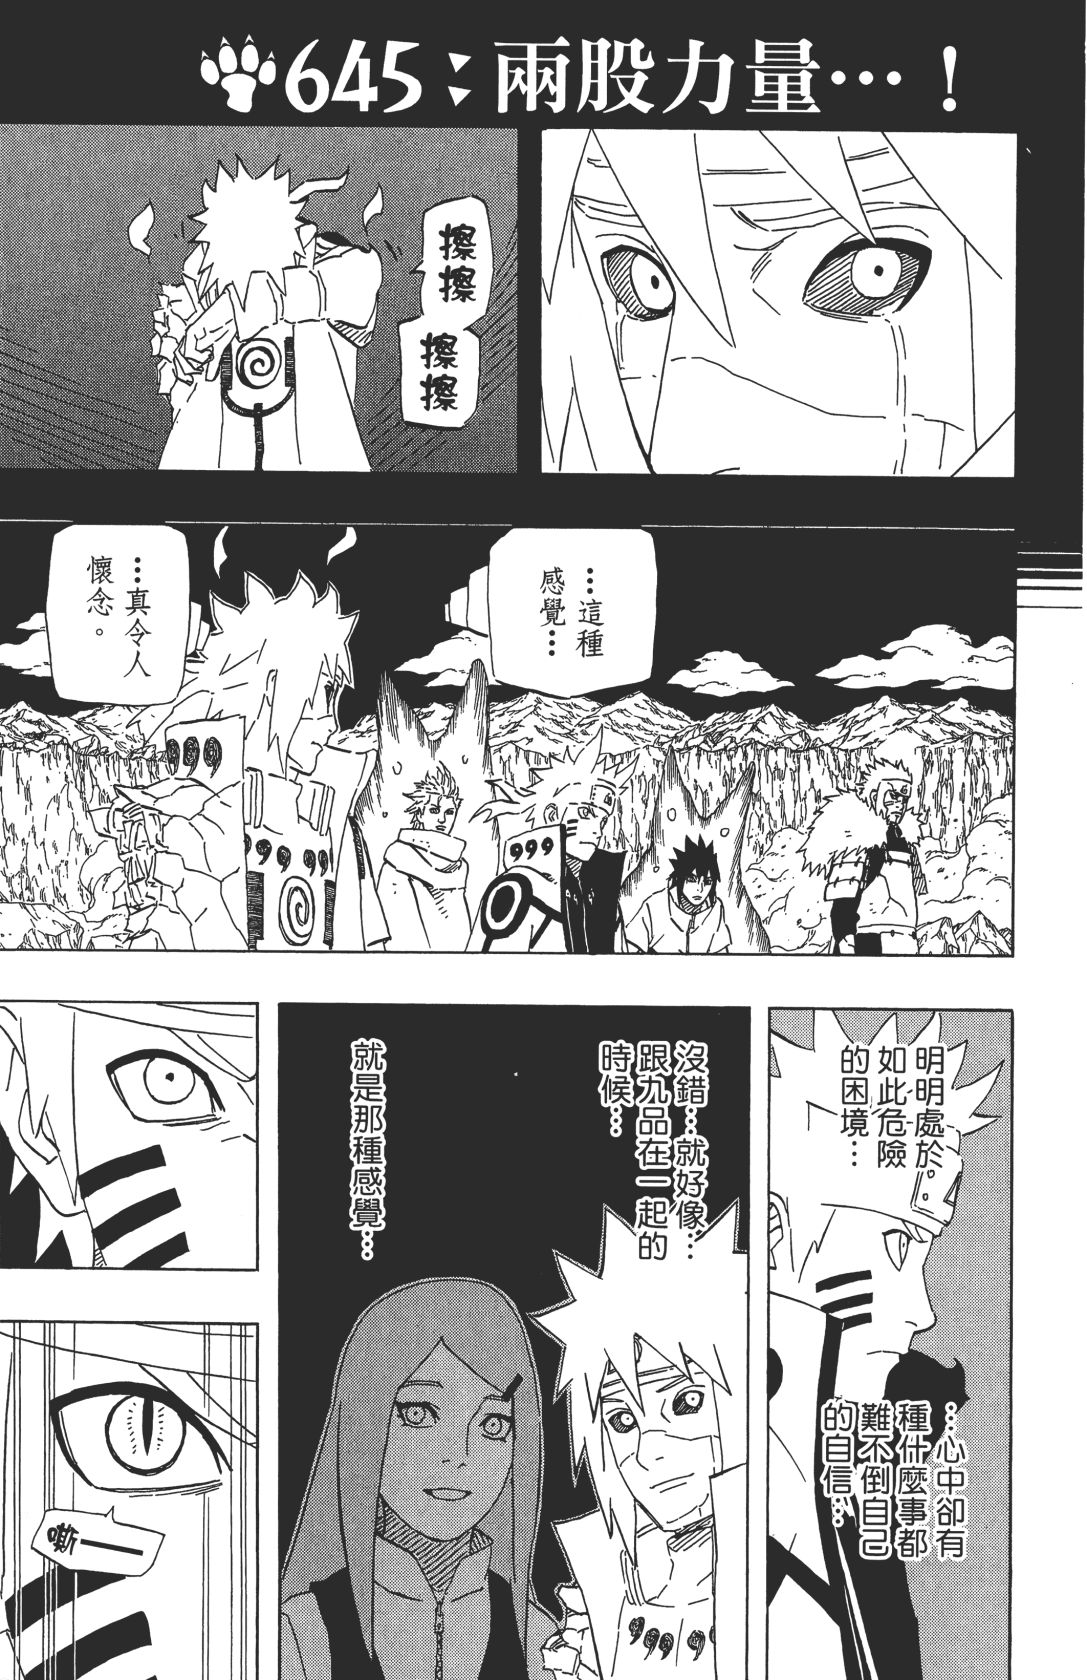 645：兩股力量…！
擦擦
擦擦
…這種
感覺…
…真令人
懷念。
明明處於
如此危險
的困境…
…心中卻有
種什麼事都
難不倒自己
的自信…
沒錯…就好像…
跟九品在一起的
時候…
就是那種感覺…
嘶——